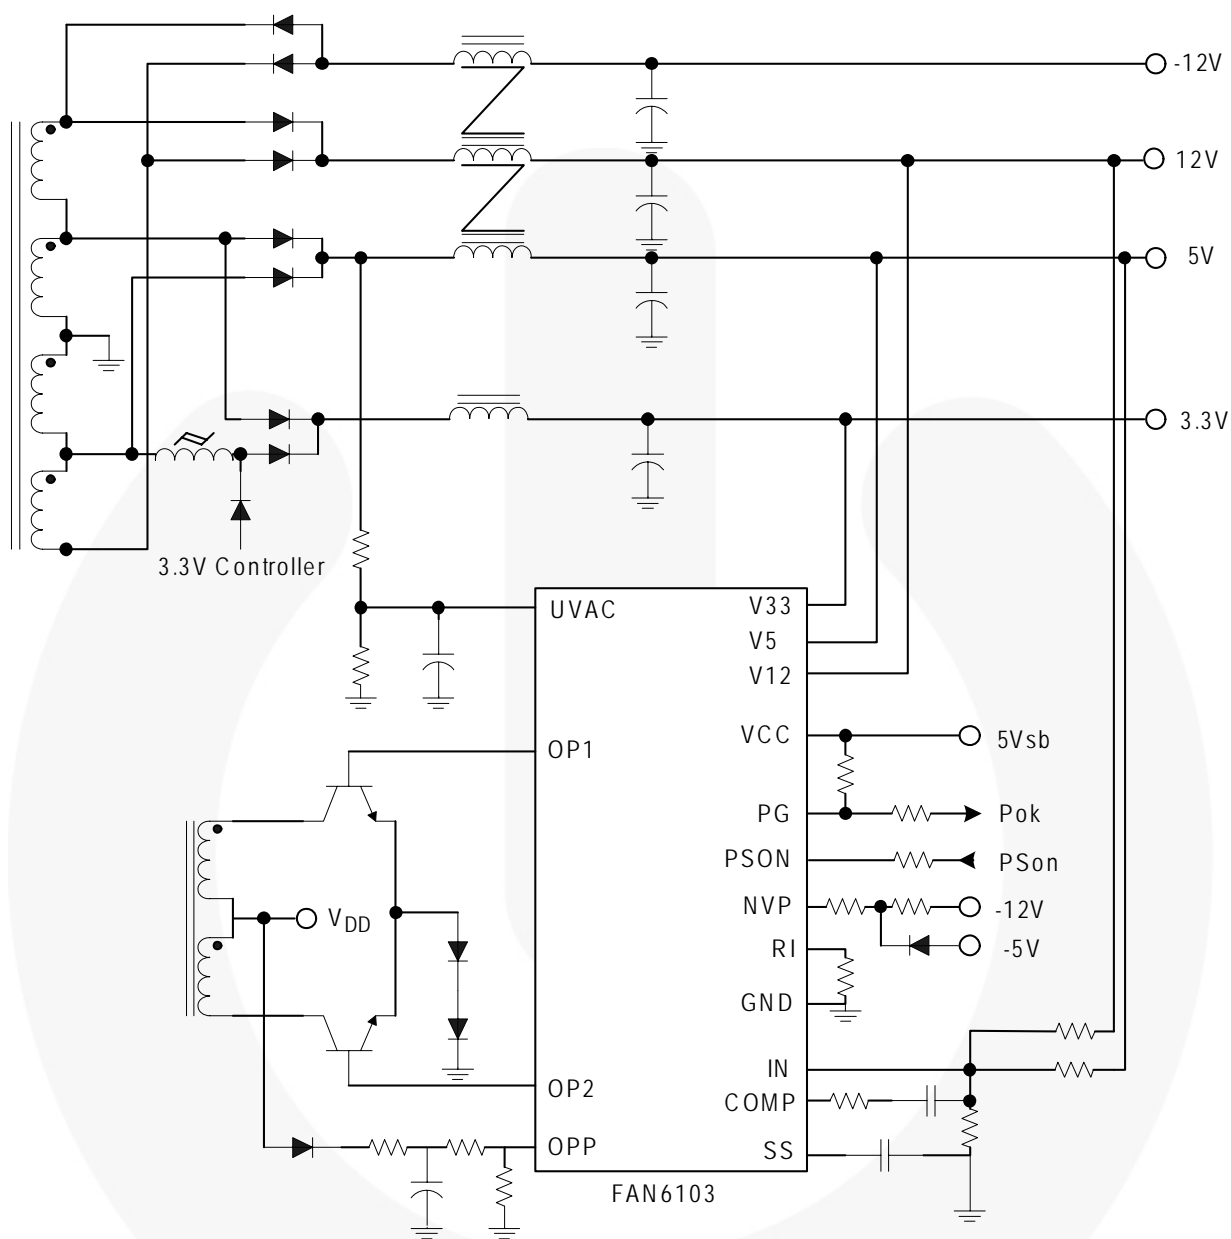 -12V
12V
5V
3.3V
3.3V Controller
UVAC
V33
V5
V12
VCC
5Vsb
OP1
PG
Pok
PSON
PSon
NVP
-12V
VDD
RI
-5V
GND
IN
OP2
COMP
OPP
SS
FAN6103